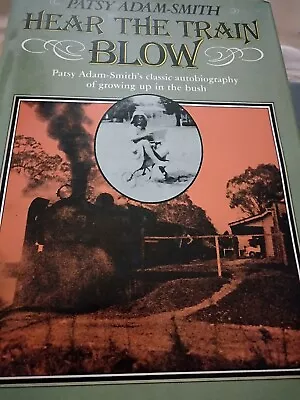 PATSY ADAM-SMITH
HEAR THE TRAIN
BLOW
Patsy Adam-Smith's classic autobiography
of growing up in the bush